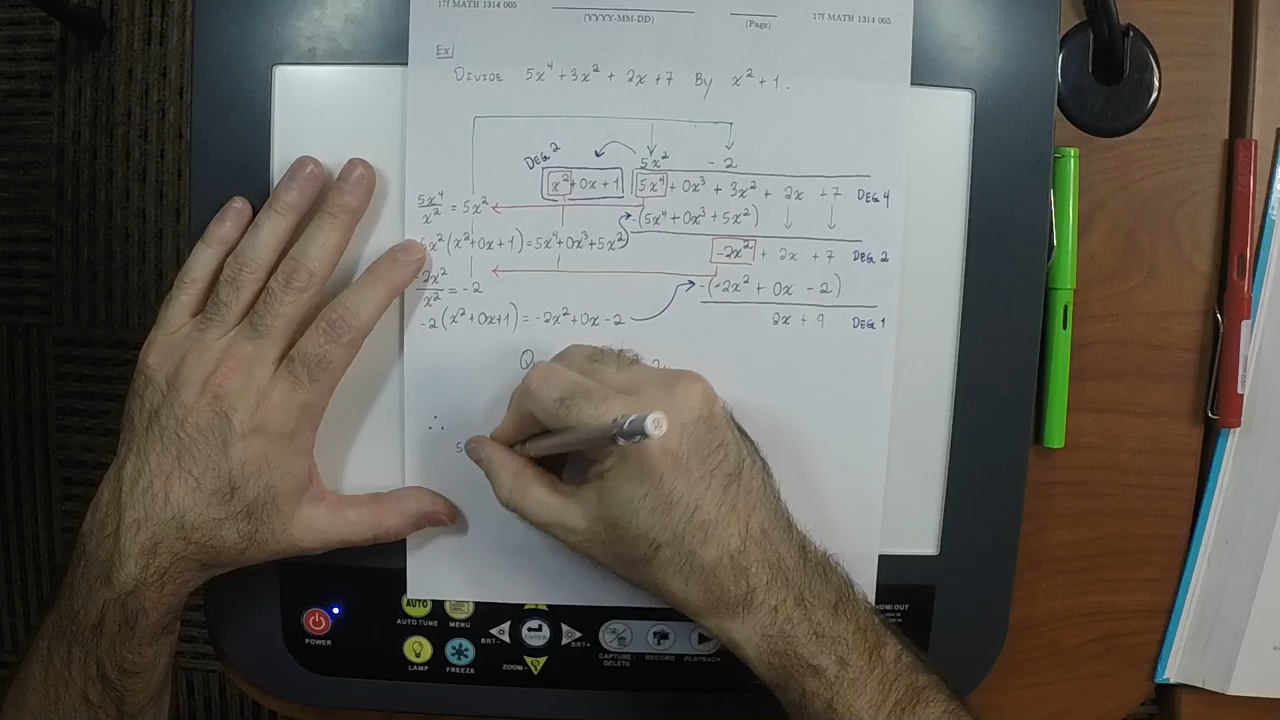 17f MATH 1314 005 (YYYY-MM-DD) (Page) 17f MATH 1314 005
Ex
DIVIDE 5x⁴ + 3x² + 2x + 7 By x² + 1.
DEG 2
5x² - 2
x² + 0x + 1 5x⁴ + 0x³ + 3x² + 2x + 7 DEG 4
5x⁴/x² = 5x² -(5x⁴ + 0x³ + 5x²)
5x²(x² + 0x + 1) = 5x⁴ + 0x³ + 5x²
-2x² + 2x + 7 DEG 2
-2x²/x² = -2 -(-2x² + 0x - 2)
-2(x² + 0x + 1) = -2x² + 0x - 2
2x + 9 DEG 1
Q
∴
5
POWER
AUTO
AUTO TUNE
MENU
LAMP
FREEZE
BRT- ENTER BRT+
ZOOM-
CAPTURE/
DELETE
RECORD
PLAYBACK
HDMI OUT